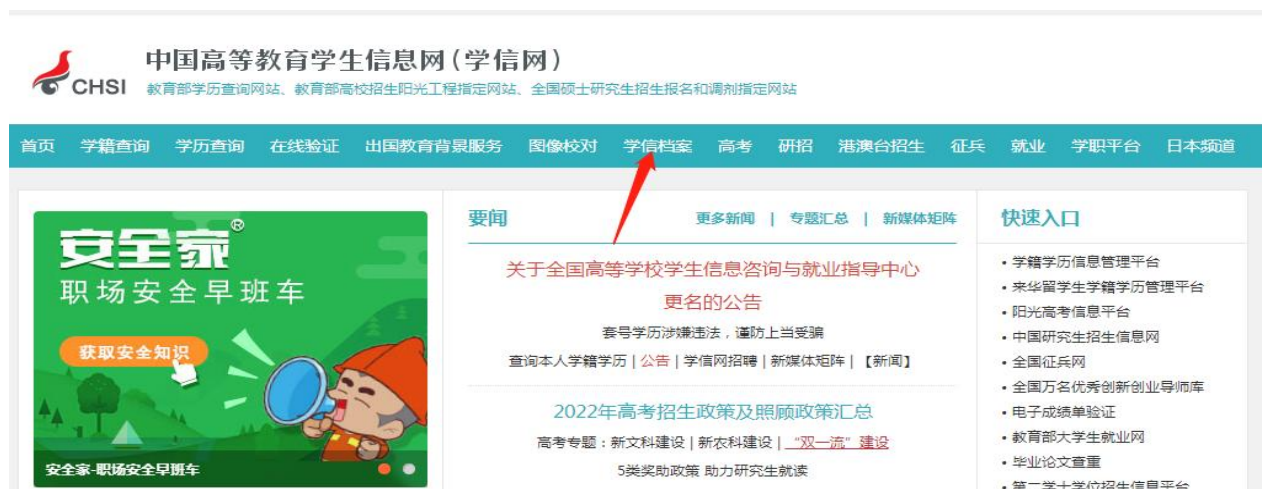 中国高等教育学生信息网(学信网)
CHSI
教育部学历查询网站、教育部高校招生阳光工程指定网站、全国硕士研究生招生报名和调剂指定网站
首页 学籍查询 学历查询 在线验证 出国教育背景服务 图像校对 学信档案 高考 研招 港澳台招生 征兵 就业 学职平台 日本频道
安全家®
职场安全早班车
获取安全知识
安全家-职场安全早班车
要闻 更多新闻 | 专题汇总 | 新媒体矩阵
关于全国高等学校学生信息咨询与就业指导中心
更名的公告
套号学历涉嫌违法，谨防上当受骗
查询本人学籍学历 | 公告 | 学信网招聘 | 新媒体矩阵 | 【新闻】
2022年高考招生政策及照顾政策汇总
高考专题：新文科建设 | 新农科建设 | “双一流”建设
5类奖助政策 助力研究生就读
快速入口
• 学籍学历信息管理平台
• 来华留学生学籍学历管理平台
• 阳光高考信息平台
• 中国研究生招生信息网
• 全国征兵网
• 全国万名优秀创新创业导师库
• 电子成绩单验证
• 教育部大学生就业网
• 毕业论文查重
• 第二学士学位招生信息平台